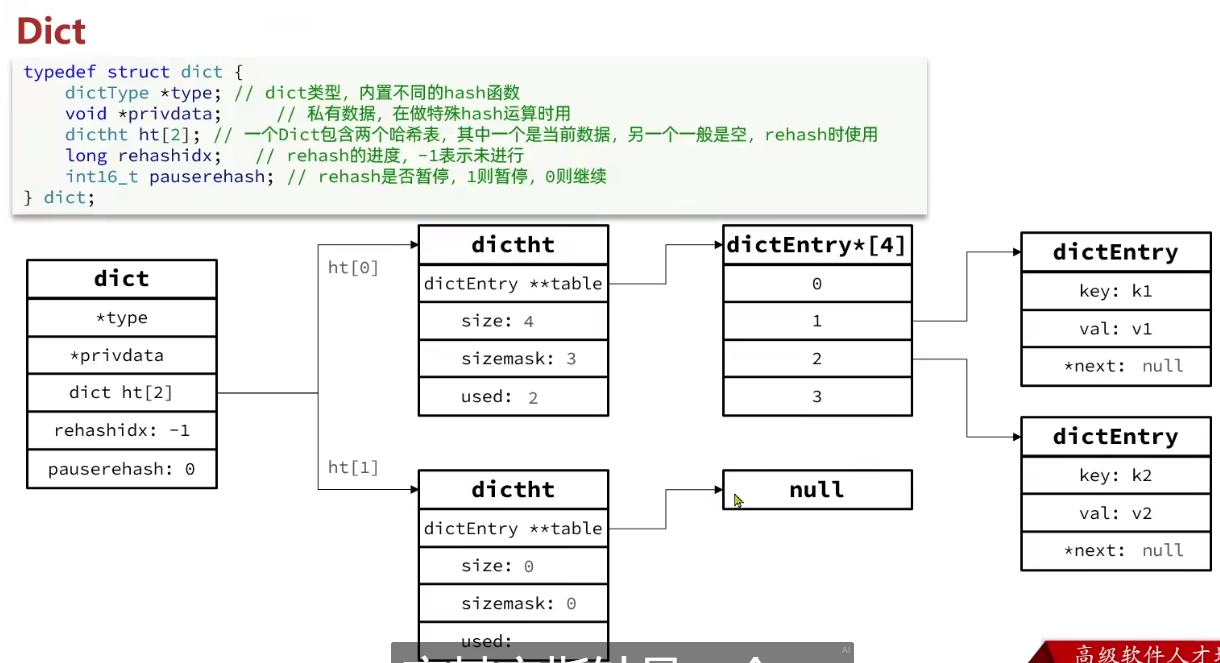 Dict
typedef struct dict {
dictType *type; // dict类型，内置不同的hash函数
void *privdata; // 私有数据，在做特殊hash运算时用
dictht ht[2]; // 一个Dict包含两个哈希表，其中一个是当前数据，另一个一般是空，rehash时使用
long rehashidx; // rehash的进度，-1表示未进行
int16_t pauserehash; // rehash是否暂停，1则暂停，0则继续
} dict;
dict
*type
*privdata
dict ht[2]
rehashidx: -1
pauserehash: 0
ht[0]
ht[1]
dictht
dictEntry **table
size: 4
sizemask: 3
used: 2
dictEntry*[4]
0
1
2
3
dictEntry
key: k1
val: v1
*next: null
dictEntry
key: k2
val: v2
*next: null
dictht
dictEntry **table
size: 0
sizemask: 0
used:
null
AI
高级软件人才